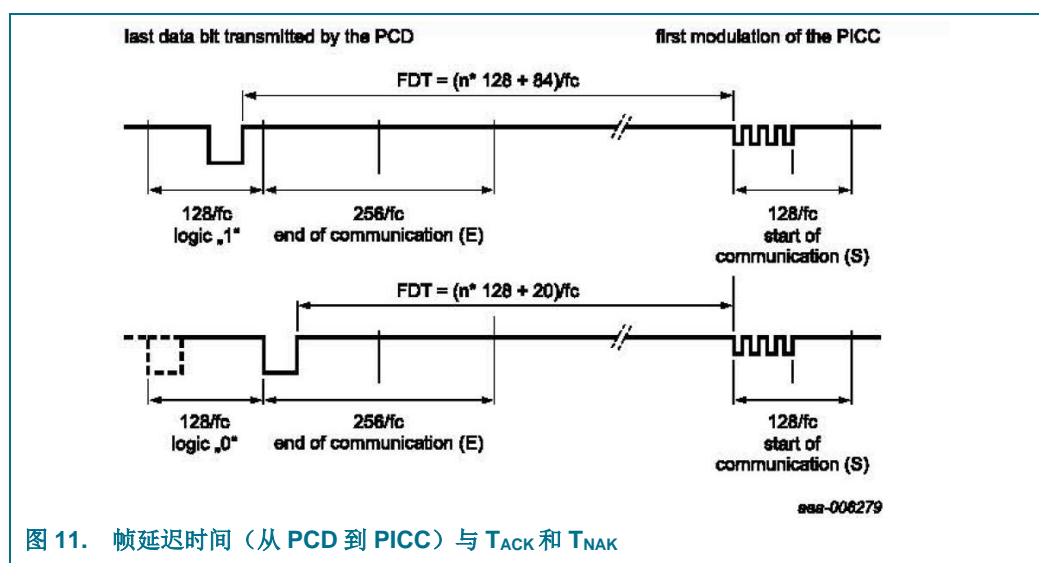 last data bit transmitted by the PCD first modulation of the PICC
FDT = (n* 128 + 84)/fc
128/fc 256/fc 128/fc
logic „1“ end of communication (E) start of
communication (S)
FDT = (n* 128 + 20)/fc
128/fc 256/fc 128/fc
logic „0“ end of communication (E) start of
communication (S)
aaa-006279
图 11. 帧延迟时间（从 PCD 到 PICC）与 TACK 和 TNAK